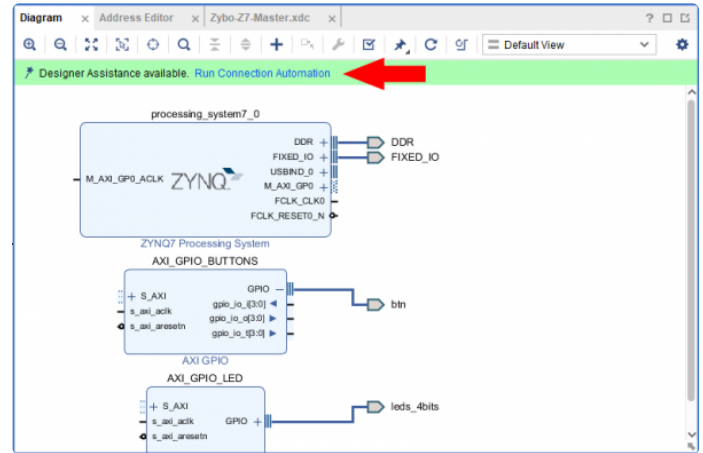 Diagram × Address Editor × Zybo-Z7-Master.xdc × ?
Default View
Designer Assistance available. Run Connection Automation
processing_system7_0
DDR
FIXED_IO
USBIND_0
M_AXI_GP0
FCLK_CLK0
FCLK_RESET0_N
M_AXI_GP0_ACLK
ZYNQ
DDR
FIXED_IO
ZYNQ7 Processing System
AXI_GPIO_BUTTONS
S_AXI
s_axi_aclk
s_axi_aresetn
GPIO
gpio_io_i[3:0]
gpio_io_o[3:0]
gpio_io_t[3:0]
btn
AXI GPIO
AXI_GPIO_LED
S_AXI
s_axi_aclk
s_axi_aresetn
GPIO
leds_4bits